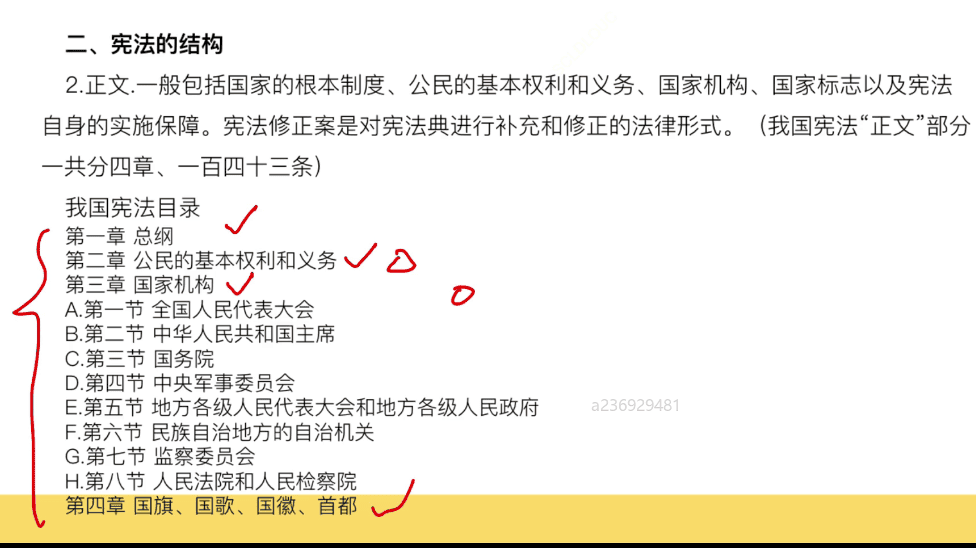 二、宪法的结构
2.正文.一般包括国家的根本制度、公民的基本权利和义务、国家机构、国家标志以及宪法
自身的实施保障。宪法修正案是对宪法典进行补充和修正的法律形式。（我国宪法“正文”部分
一共分四章、一百四十三条）
我国宪法目录
第一章 总纲
第二章 公民的基本权利和义务
第三章 国家机构
A.第一节 全国人民代表大会
B.第二节 中华人民共和国主席
C.第三节 国务院
D.第四节 中央军事委员会
E.第五节 地方各级人民代表大会和地方各级人民政府
a236929481
F.第六节 民族自治地方的自治机关
G.第七节 监察委员会
H.第八节 人民法院和人民检察院
第四章 国旗、国歌、国徽、首都